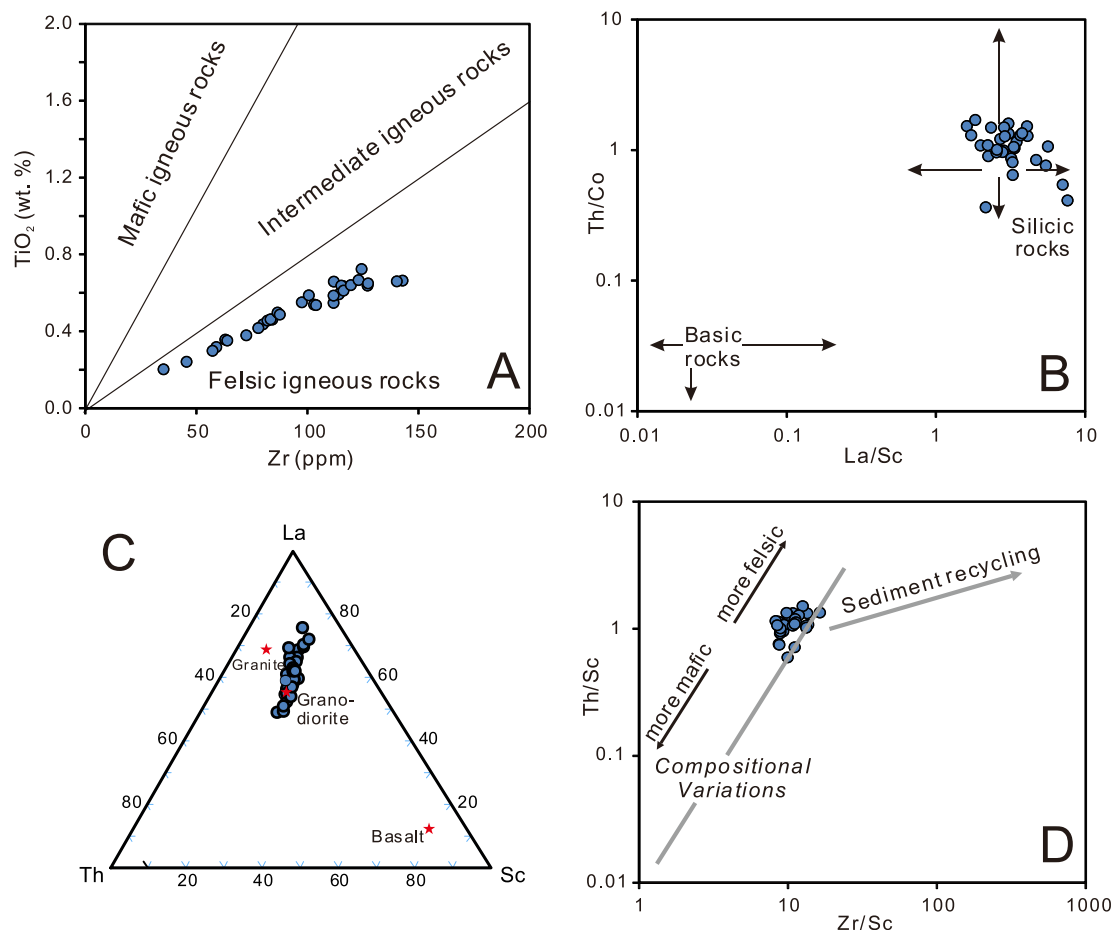 2.0
1.6
1.2
0.8
0.4
0.0
TiO₂ (wt. %)
Mafic igneous rocks
Intermediate igneous rocks
Felsic igneous rocks
A
0
50
100
150
200
Zr (ppm)
10
1
0.1
0.01
Th/Co
Silicic
rocks
Basic
rocks
B
0.01
0.1
1
10
La/Sc
C
La
20
80
Granite
40
60
Grano-
diorite
60
40
80
20
Basalt
Th
20
40
60
80
Sc
10
1
0.1
0.01
Th/Sc
more felsic
Sediment recycling
more mafic
Compositional
Variations
D
1
10
100
1000
Zr/Sc